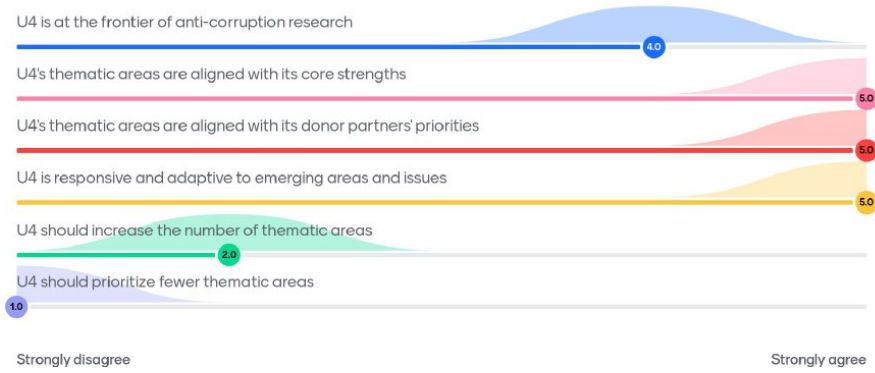 U4 is at the frontier of anti-corruption research
4.0
U4's thematic areas are aligned with its core strengths
5.0
U4's thematic areas are aligned with its donor partners' priorities
5.0
U4 is responsive and adaptive to emerging areas and issues
5.0
U4 should increase the number of thematic areas
2.0
U4 should prioritize fewer thematic areas
1.0
Strongly disagree
Strongly agree